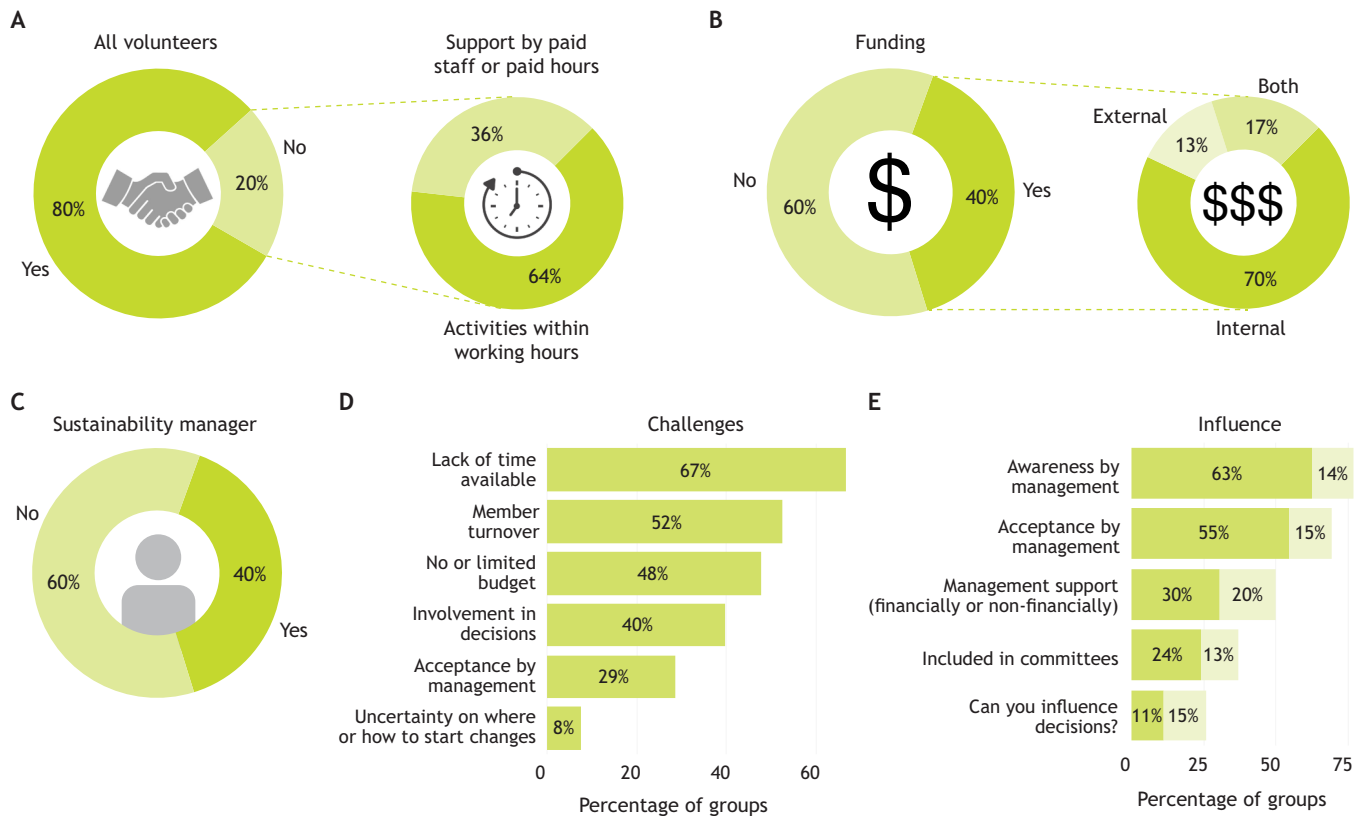 A
All volunteers
No
20%
80%
Yes
Support by paid
staff or paid hours
36%
64%
Activities within
working hours
B
Funding
No
60%
40%
Yes
$
Both
External
17%
13%
$$$
70%
Internal
C
Sustainability manager
No
60%
40%
Yes
D
Challenges
Lack of time
available
67%
Member
turnover
52%
No or limited
budget
48%
Involvement in
decisions
40%
Acceptance by
management
29%
Uncertainty on where
or how to start changes
8%
0 20 40 60
Percentage of groups
E
Influence
Awareness by
management
63% 14%
Acceptance by
management
55% 15%
Management support
(financially or non-financially)
30% 20%
Included in committees
24% 13%
Can you influence
decisions?
11% 15%
0 25 50 75
Percentage of groups